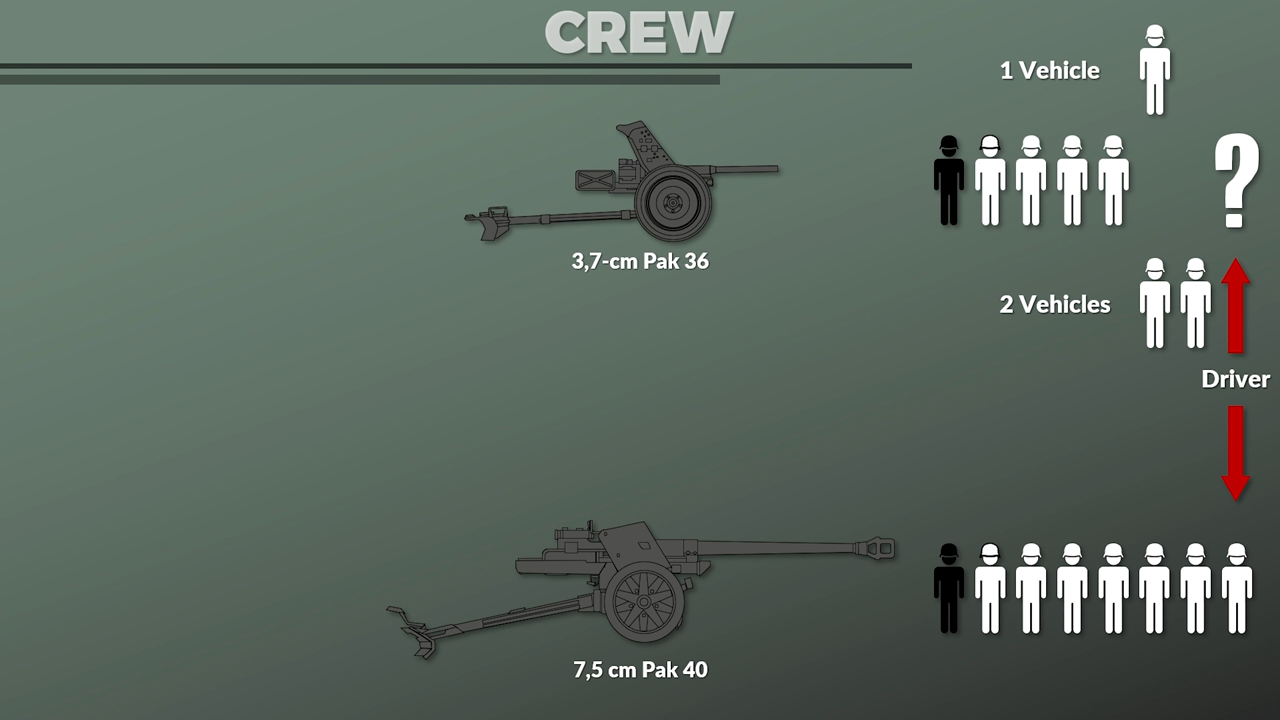 CREW
1 Vehicle
?
3,7-cm Pak 36
2 Vehicles
Driver
7,5 cm Pak 40